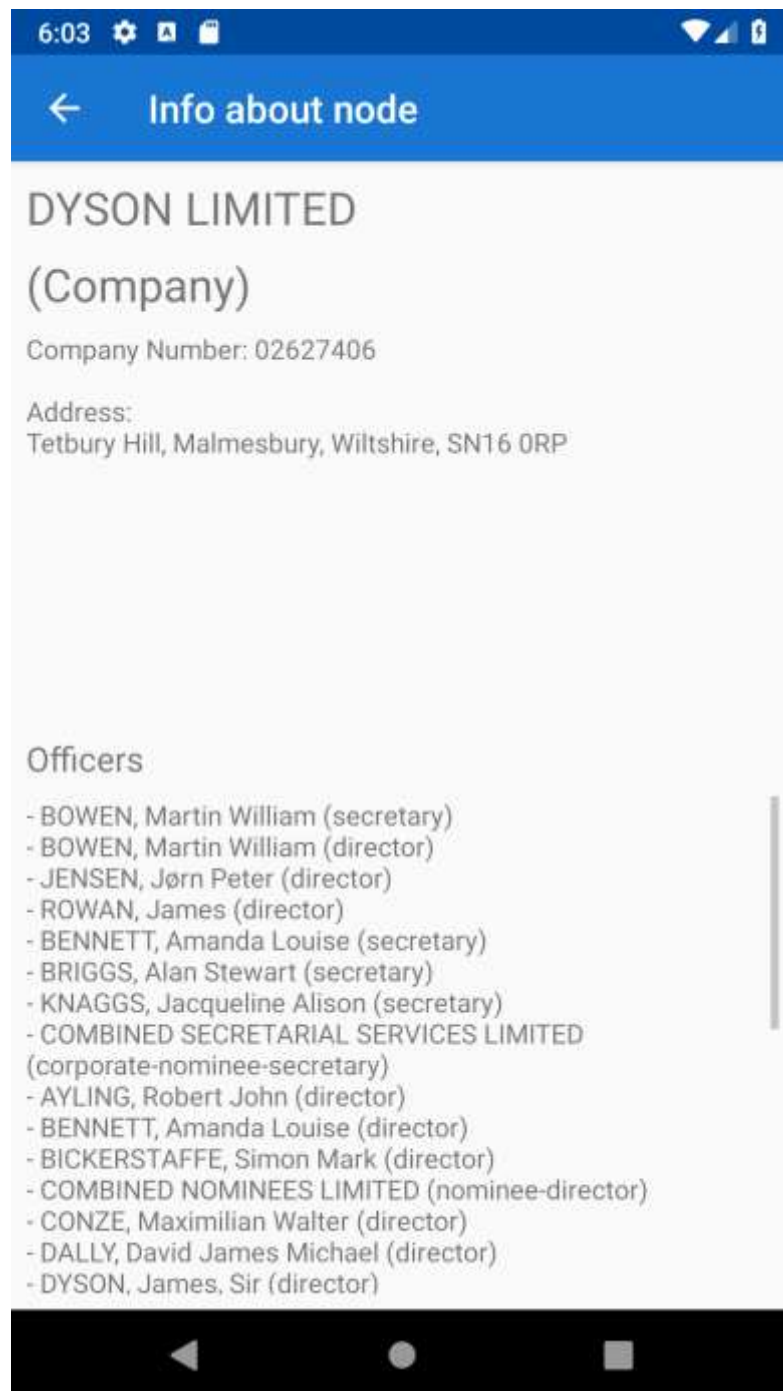 6:03
Info about node
DYSON LIMITED
(Company)
Company Number: 02627406
Address:
Tetbury Hill, Malmesbury, Wiltshire, SN16 0RP
Officers
- BOWEN, Martin William (secretary)
- BOWEN, Martin William (director)
- JENSEN, Jørn Peter (director)
- ROWAN, James (director)
- BENNETT, Amanda Louise (secretary)
- BRIGGS, Alan Stewart (secretary)
- KNAGGS, Jacqueline Alison (secretary)
- COMBINED SECRETARIAL SERVICES LIMITED
(corporate-nominee-secretary)
- AYLING, Robert John (director)
- BENNETT, Amanda Louise (director)
- BICKERSTAFFE, Simon Mark (director)
- COMBINED NOMINEES LIMITED (nominee-director)
- CONZE, Maximilian Walter (director)
- DALLY, David James Michael (director)
- DYSON, James, Sir (director)